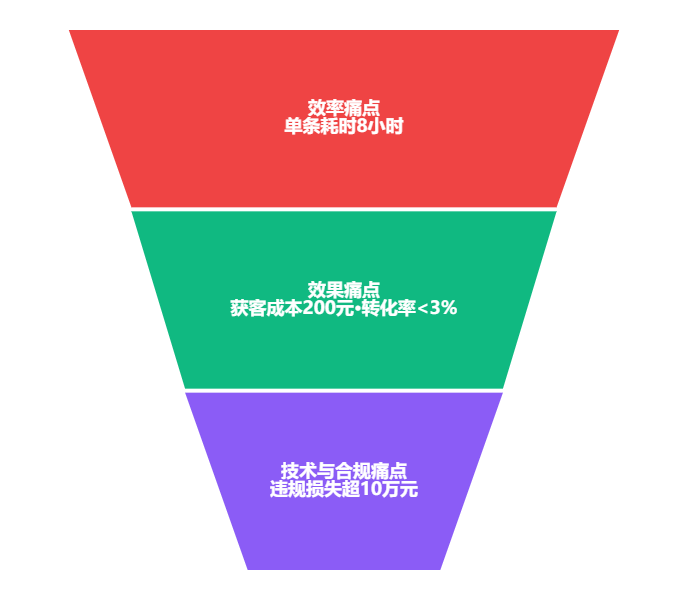 效率痛点
单条耗时8小时
效果痛点
获客成本200元•转化率<3%
技术与合规痛点
违规损失超10万元